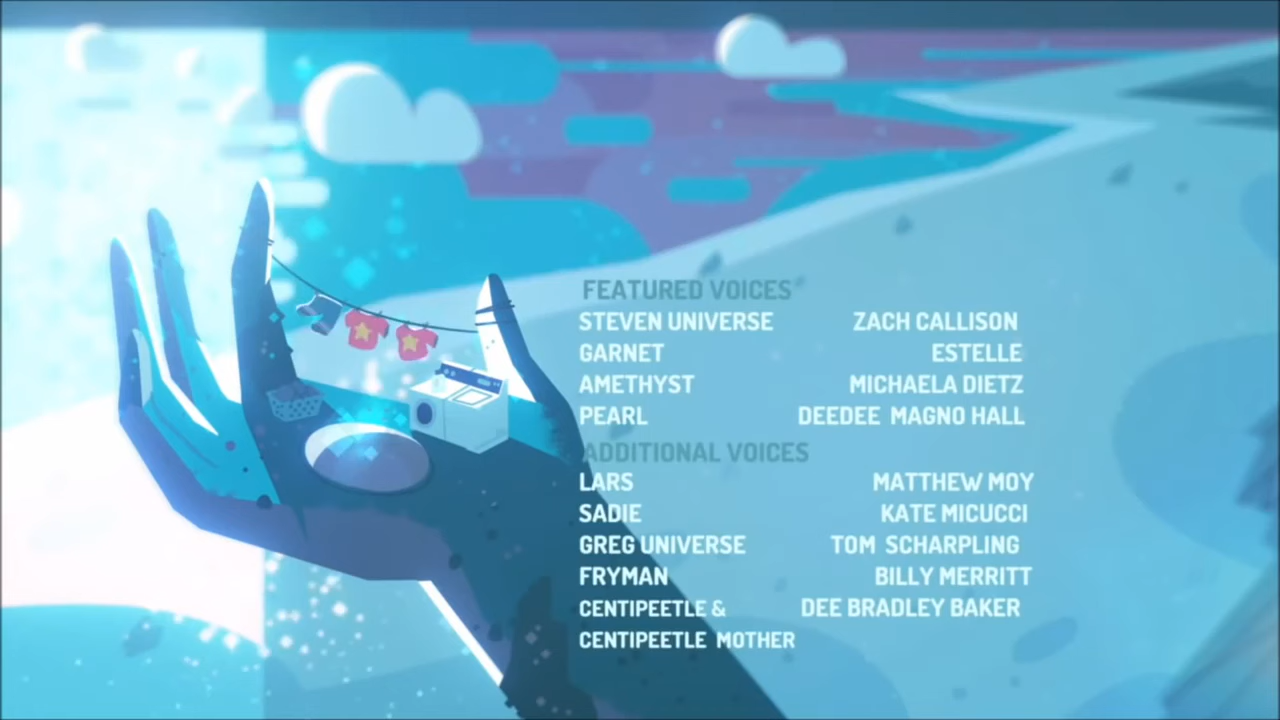 FEATURED VOICES
STEVEN UNIVERSE ZACH CALLISON
GARNET ESTELLE
AMETHYST MICHAELA DIETZ
PEARL DEEDEE MAGNO HALL
ADDITIONAL VOICES
LARS MATTHEW MOY
SADIE KATE MICUCCI
GREG UNIVERSE TOM SCHARPLING
FRYMAN BILLY MERRITT
CENTIPEETLE & DEE BRADLEY BAKER
CENTIPEETLE MOTHER